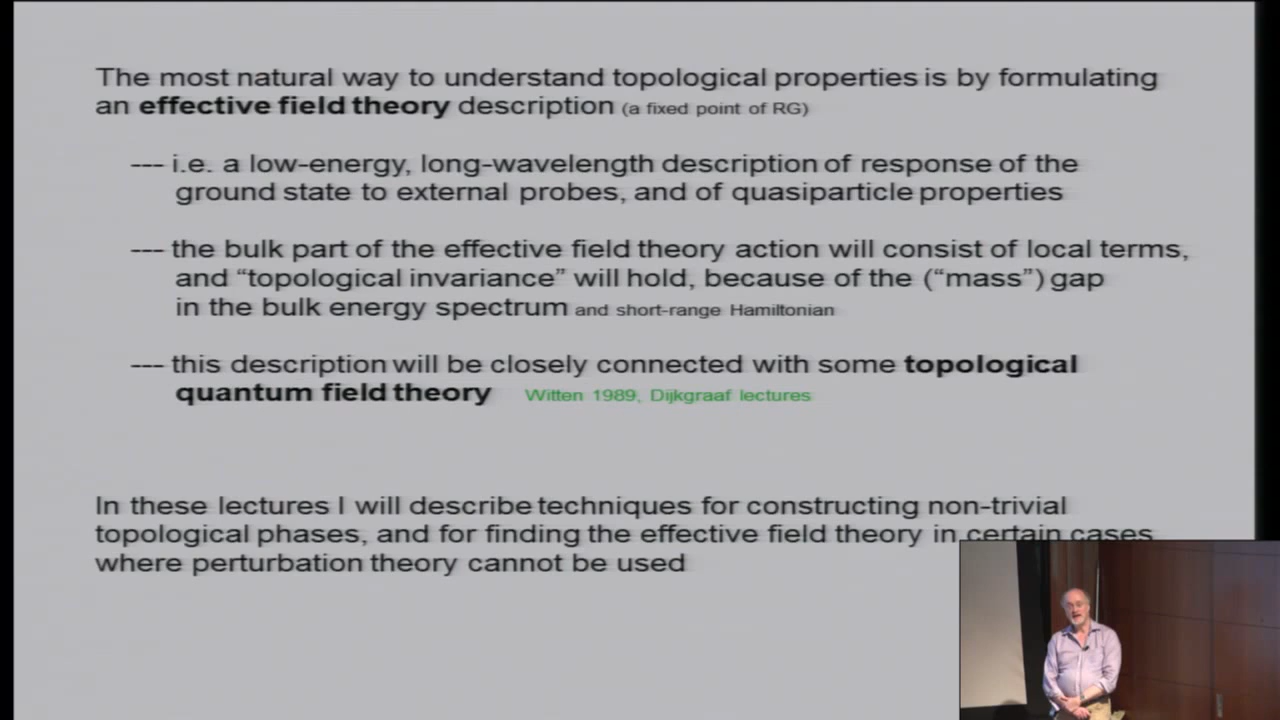 The most natural way to understand topological properties is by formulating
an effective field theory description (a fixed point of RG)
--- i.e. a low-energy, long-wavelength description of response of the
ground state to external probes, and of quasiparticle properties
--- the bulk part of the effective field theory action will consist of local terms,
and “topological invariance” will hold, because of the (“mass”) gap
in the bulk energy spectrum and short-range Hamiltonian
--- this description will be closely connected with some topological
quantum field theory Witten 1989, Dijkgraaf lectures
In these lectures I will describe techniques for constructing non-trivial
topological phases, and for finding the effective field theory in certain cases
where perturbation theory cannot be used